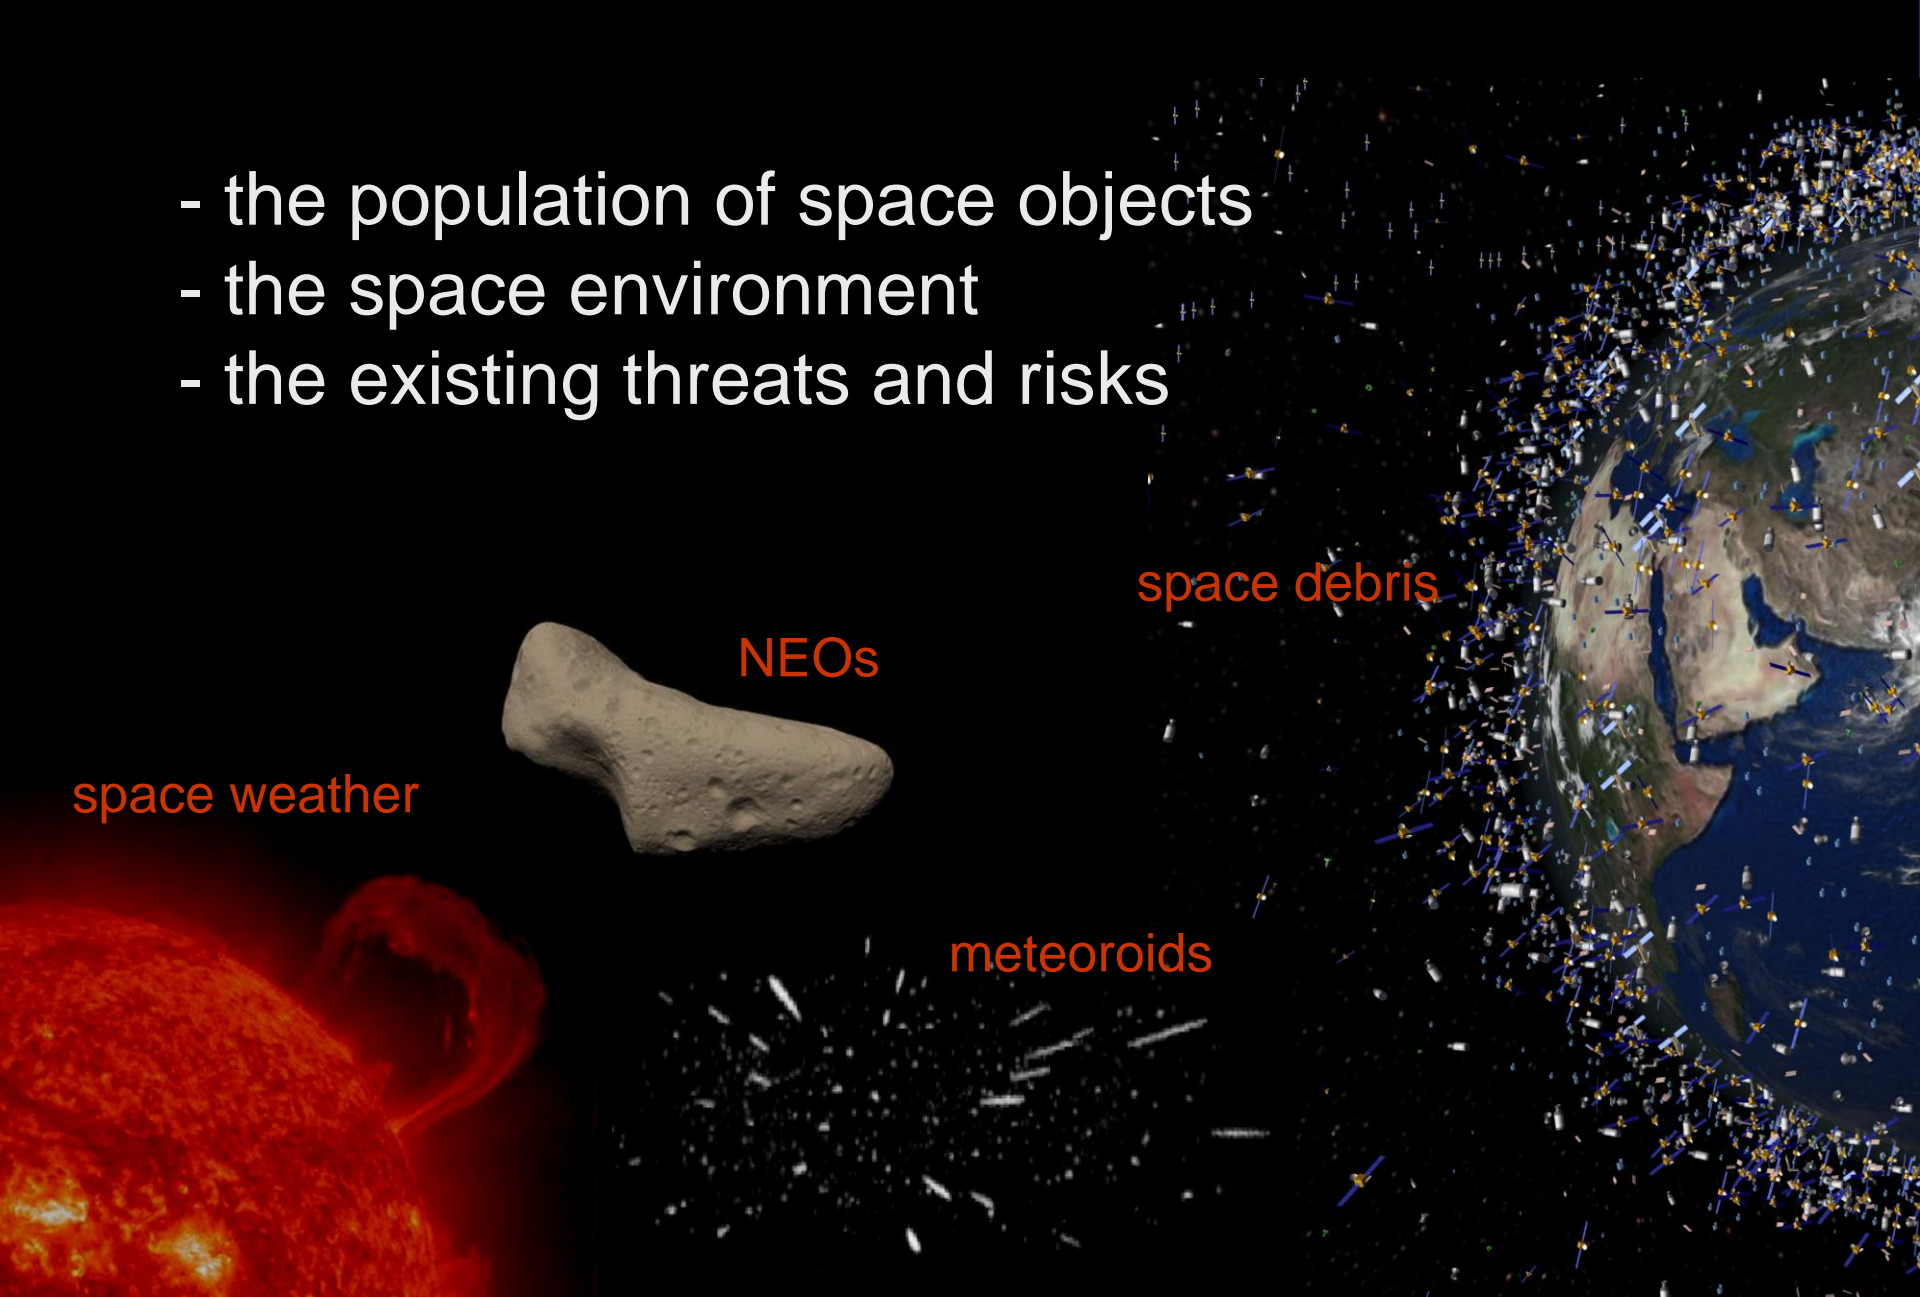 - the population of space objects
- the space environment
- the existing threats and risks
space debris
NEOs
space weather
meteoroids